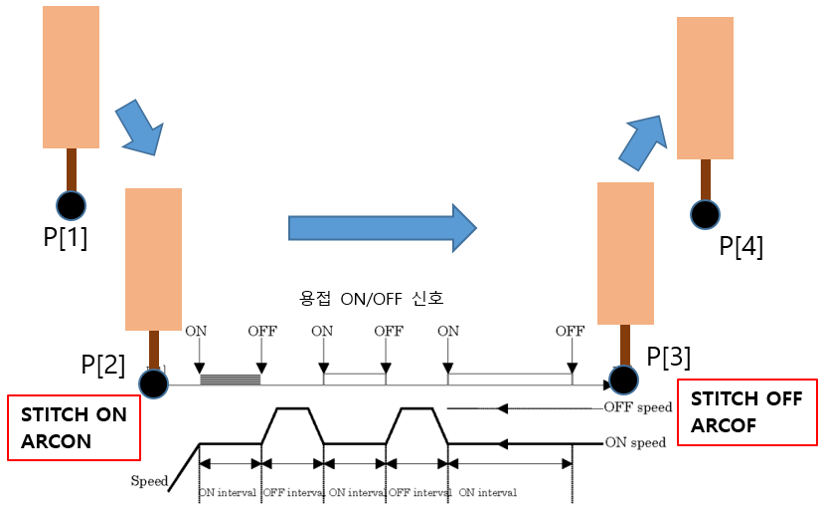 P[1]
P[4]
용접 ON/OFF 신호
ON OFF ON OFF ON OFF
P[2]
P[3]
STITCH ON
ARCON
STITCH OFF
ARCOF
OFF speed
ON speed
Speed
ON interval OFF interval ON interval OFF interval ON interval